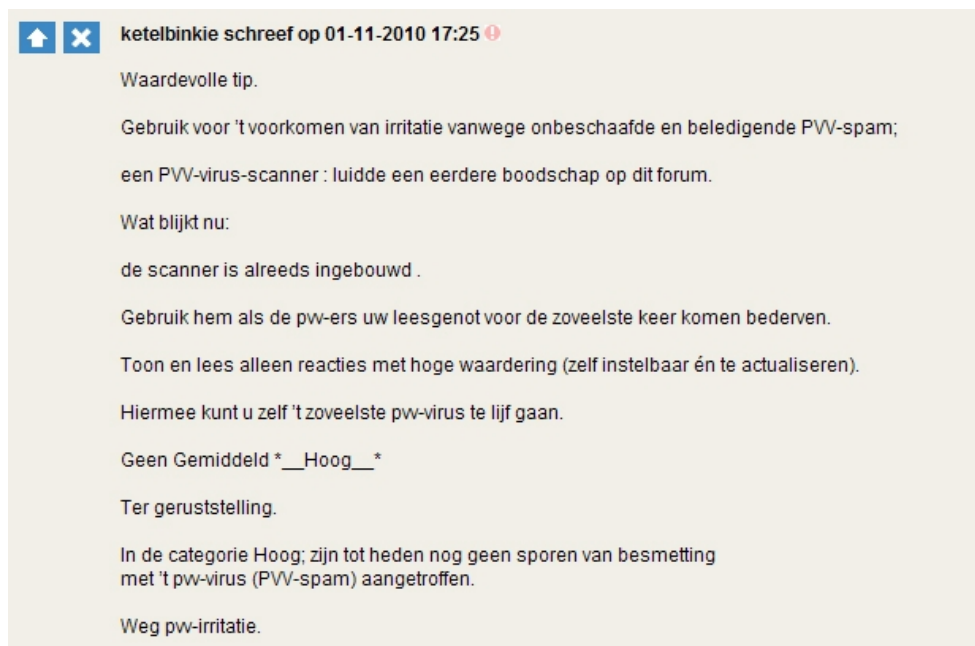 ketelbinkie schreef op 01-11-2010 17:25
Waardevolle tip.
Gebruik voor 't voorkomen van irritatie vanwege onbeschaafde en beledigende PVV-spam;
een PVV-virus-scanner : luidde een eerdere boodschap op dit forum.
Wat blijkt nu:
de scanner is alreeds ingebouwd .
Gebruik hem als de pvv-ers uw leesgenot voor de zoveelste keer komen bederven.
Toon en lees alleen reacties met hoge waardering (zelf instelbaar én te actualiseren).
Hiermee kunt u zelf 't zoveelste pvv-virus te lijf gaan.
Geen Gemiddeld *__Hoog__*
Ter geruststelling.
In de categorie Hoog; zijn tot heden nog geen sporen van besmetting
met 't pvv-virus (PVV-spam) aangetroffen.
Weg pvv-irritatie.